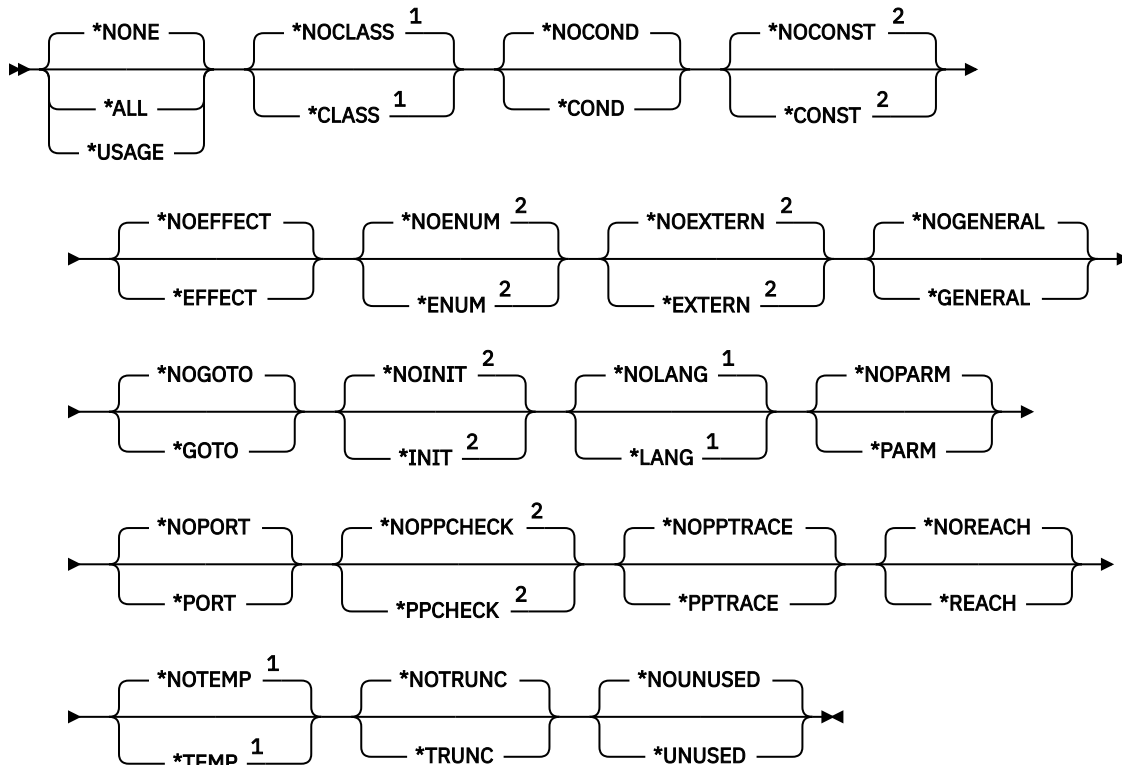 *NONE *NOCLASS 1 *NOCOND *NOCONST 2
*ALL *CLASS 1 *COND *CONST 2
*USAGE
*NOEFFECT *NOENUM 2 *NOEXTERN 2 *NOGENERAL
*EFFECT *ENUM 2 *EXTERN 2 *GENERAL
*NOGOTO *NOINIT 2 *NOLANG 1 *NOPARM
*GOTO *INIT 2 *LANG 1 *PARM
*NOPORT *NOPPCHECK 2 *NOPPTRACE *NOREACH
*PORT *PPCHECK 2 *PPTRACE *REACH
*NOTEMP 1 *NOTRUNC *NOUNUSED
*TEMP 1 *TRUNC *UNUSED